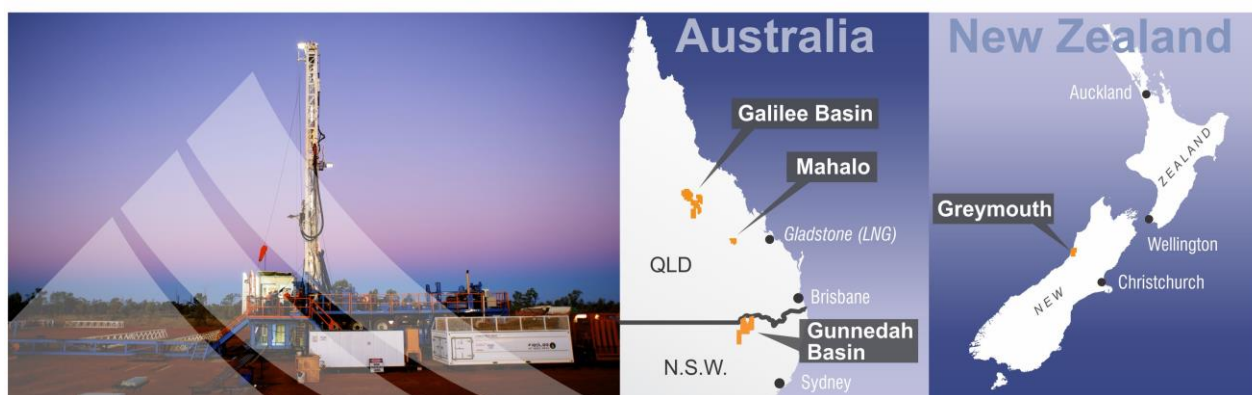 Australia
Galilee Basin
Mahalo
Gladstone (LNG)
QLD
Brisbane
Gunnedah
Basin
N.S.W.
Sydney
New Zealand
Auckland
ZEALAND
Greymouth
Wellington
Christchurch
NEW